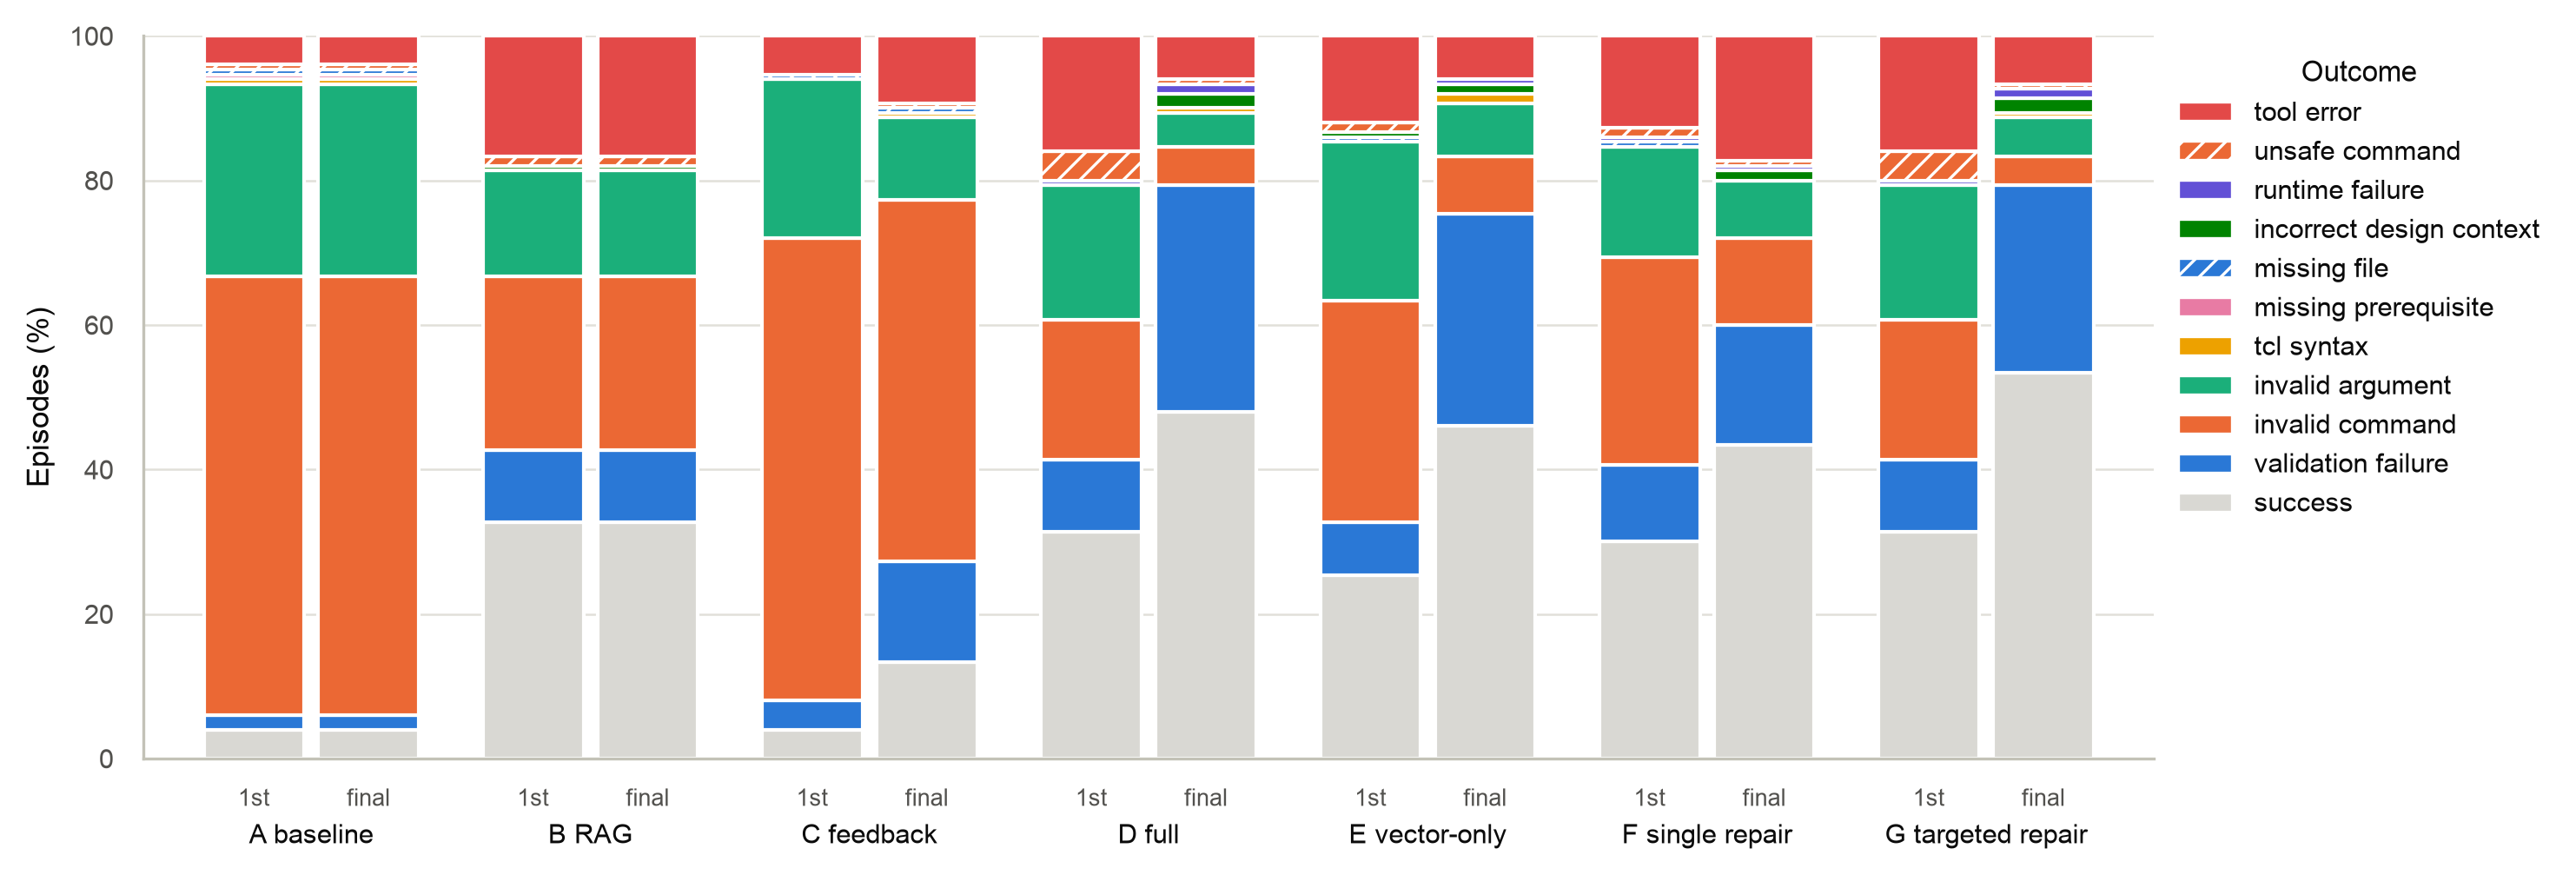 Episodes (%)
100
80
60
40
20
0
1st final 1st final 1st final 1st final 1st final 1st final 1st final
A baseline B RAG C feedback D full E vector-only F single repair G targeted repair
Outcome
tool error
unsafe command
runtime failure
incorrect design context
missing file
missing prerequisite
tcl syntax
invalid argument
invalid command
validation failure
success